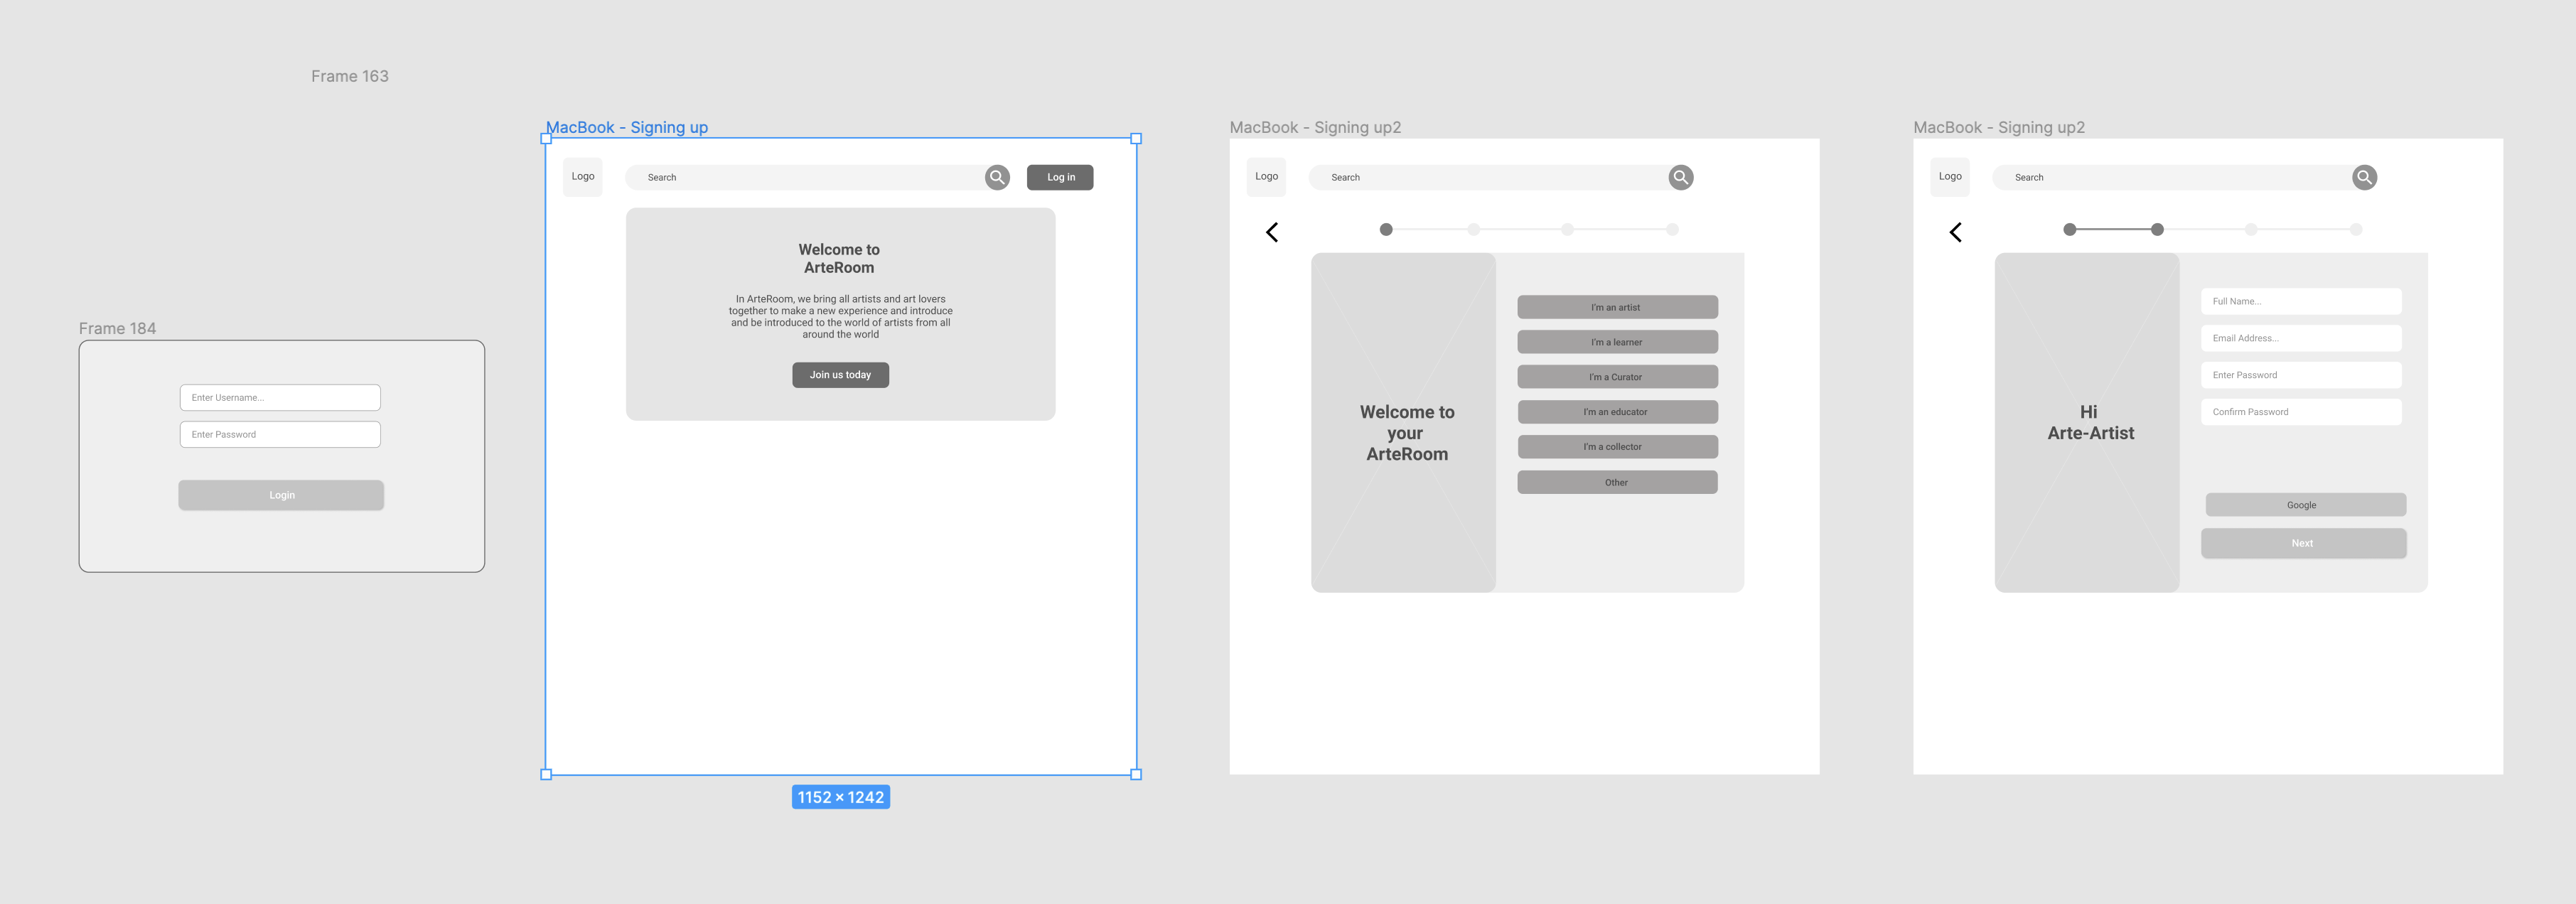 Frame 163
Frame 184
Enter Username...
Enter Password
Login
MacBook - Signing up
Logo
Search
Log in
Welcome to
ArteRoom
In ArteRoom, we bring all artists and art lovers
together to make a new experience and introduce
and be introduced to the world of artists from all
around the world
Join us today
1152 × 1242
MacBook - Signing up2
Logo
Search
Welcome to
your
ArteRoom
I'm an artist
I'm a learner
I'm a Curator
I'm an educator
I'm a collector
Other
MacBook - Signing up2
Logo
Search
Hi
Arte-Artist
Full Name...
Email Address...
Enter Password
Confirm Password
Google
Next